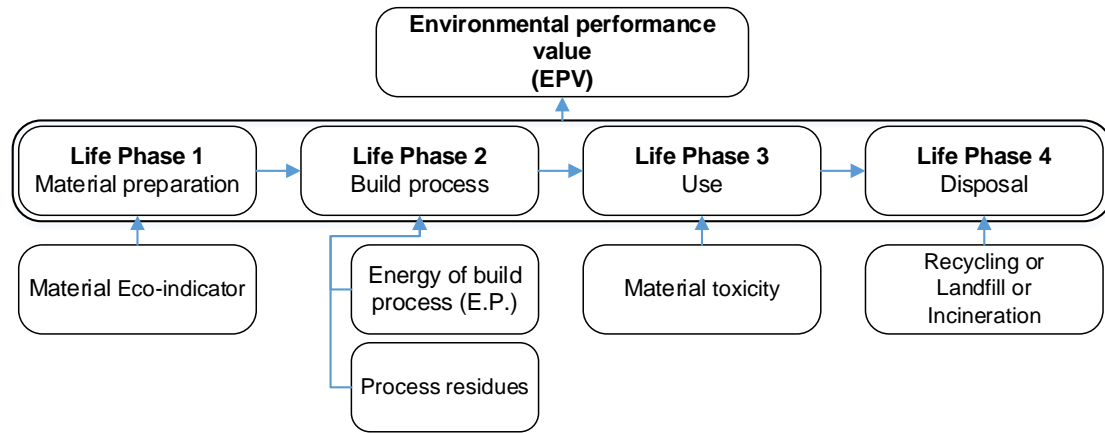 Environmental performance
value
(EPV)
Life Phase 1
Material preparation
Life Phase 2
Build process
Life Phase 3
Use
Life Phase 4
Disposal
Material Eco-indicator
Energy of build
process (E.P.)
Process residues
Material toxicity
Recycling or
Landfill or
Incineration